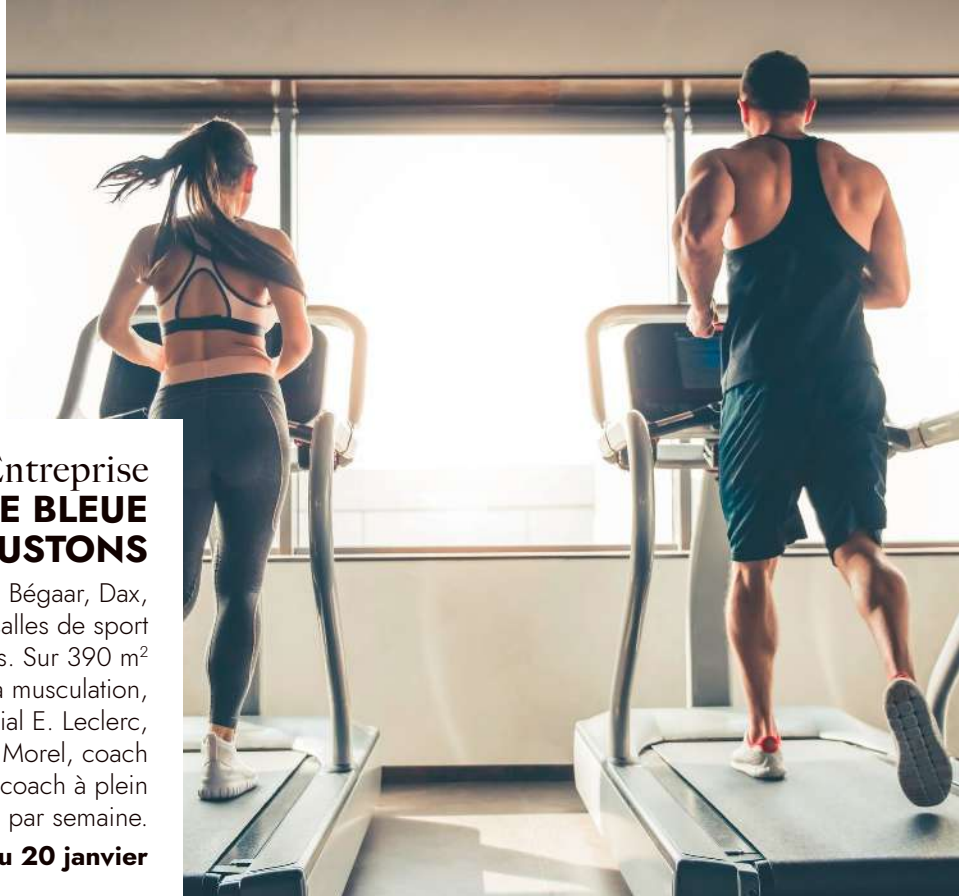 Entreprise
E BLEUE
USTONS
Bégaar, Dax,
alles de sport
s. Sur 390 m²
a musculation,
ial E. Leclerc,
Morel, coach
coach à plein
par semaine.
u 20 janvier